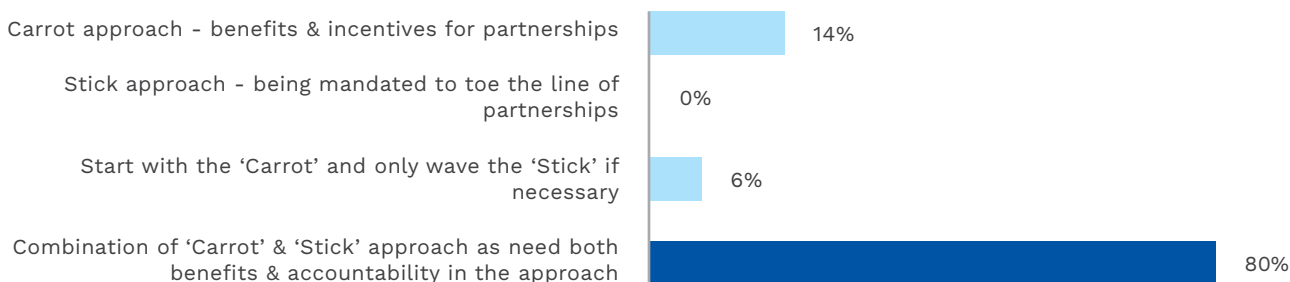 Carrot approach - benefits & incentives for partnerships
14%
Stick approach - being mandated to toe the line of
partnerships
0%
Start with the ‘Carrot’ and only wave the ‘Stick’ if
necessary
6%
Combination of ‘Carrot’ & ‘Stick’ approach as need both
benefits & accountability in the approach
80%